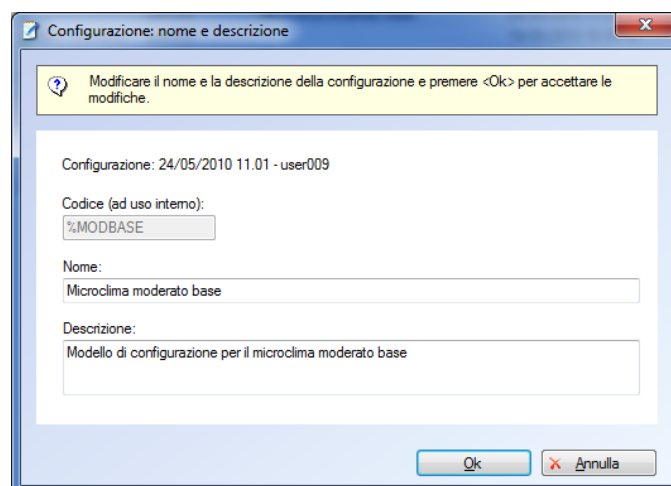 Configurazione: nome e descrizione
Modificare il nome e la descrizione della configurazione e premere <Ok> per accettare le
modifiche.
Configurazione: 24/05/2010 11.01 - user009
Codice (ad uso interno):
%MODBASE
Nome:
Microclima moderato base
Descrizione:
Modello di configurazione per il microclima moderato base
Ok
Annulla